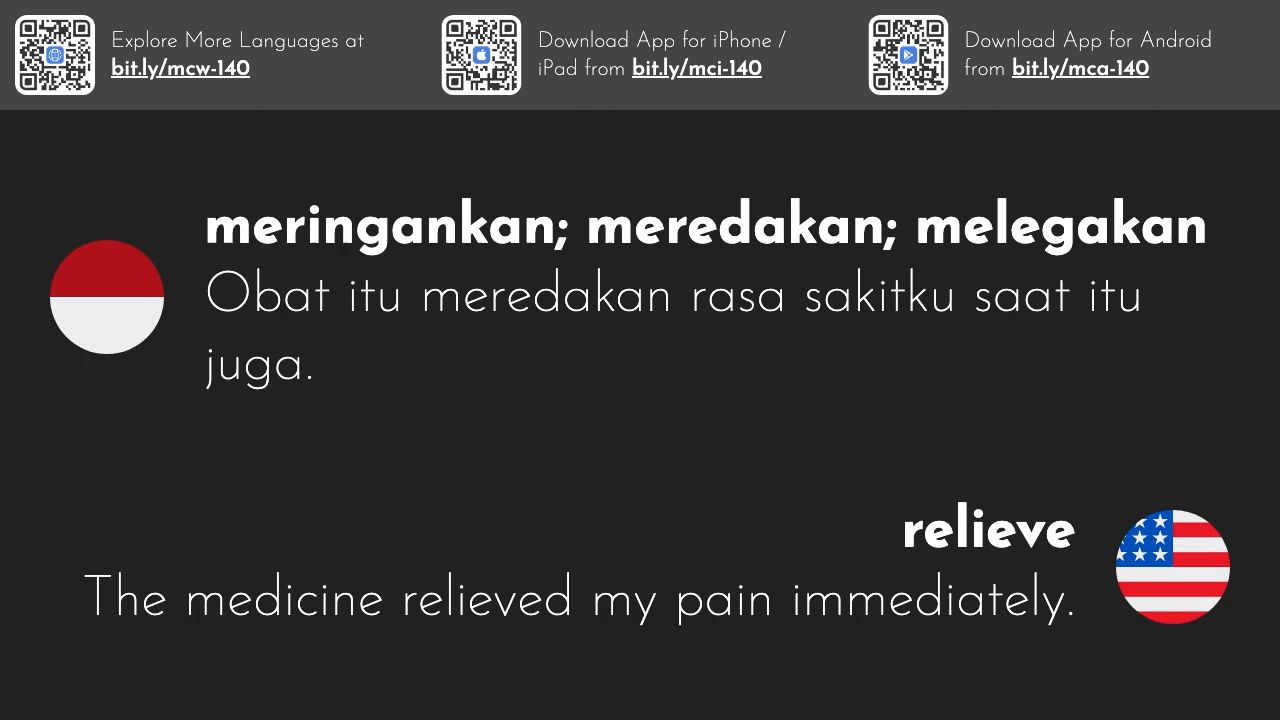 Explore More Languages at
bit.ly/mcw-140
Download App for iPhone /
iPad from bit.ly/mci-140
Download App for Android
from bit.ly/mca-140
meringankan; meredakan; melegakan
Obat itu meredakan rasa sakitku saat itu
juga.
relieve
The medicine relieved my pain immediately.